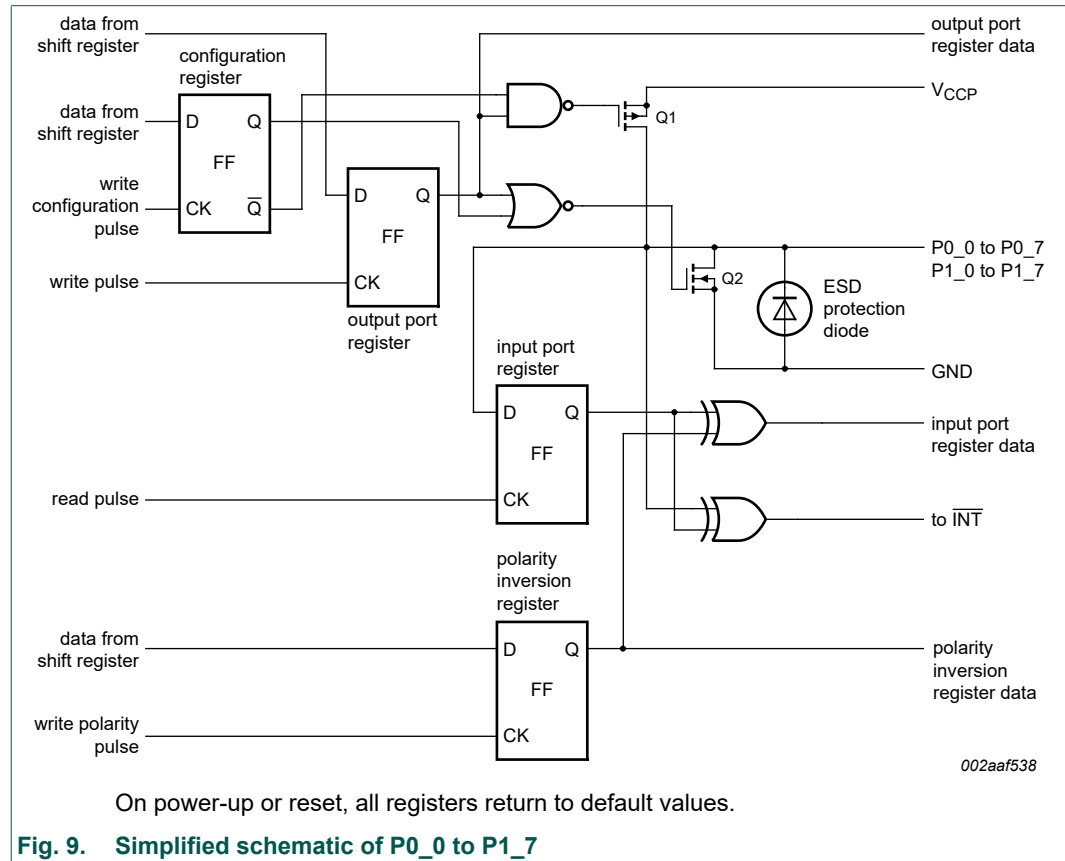 data from
shift register
configuration
register
data from
shift register
write
configuration
pulse
D
Q
FF
CK
Q̅
write pulse
D
Q
FF
CK
output port
register
output port
register data
V_CCP
Q1
P0_0 to P0_7
P1_0 to P1_7
Q2
ESD
protection
diode
GND
input port
register
D
Q
FF
CK
read pulse
input port
register data
to I̅N̅T̅
polarity
inversion
register
data from
shift register
D
Q
FF
CK
write polarity
pulse
polarity
inversion
register data
002aaf538
On power-up or reset, all registers return to default values.
Fig. 9. Simplified schematic of P0_0 to P1_7